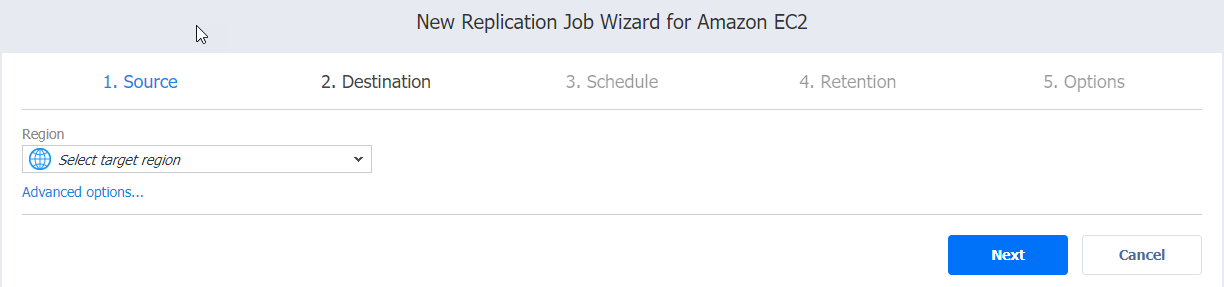 New Replication Job Wizard for Amazon EC2
1. Source 2. Destination 3. Schedule 4. Retention 5. Options
Region
Select target region
Advanced options...
Next Cancel